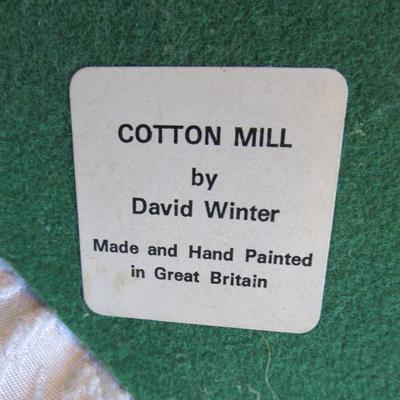 COTTON MILL
by
David Winter
Made and Hand Painted
in Great Britain